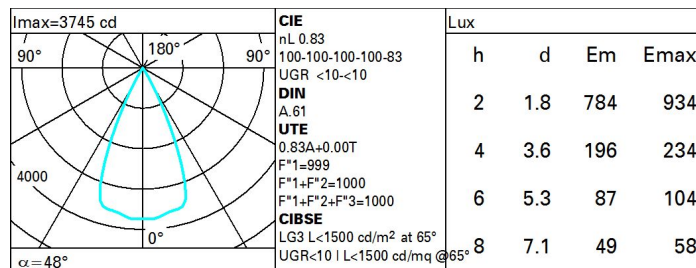 Imax=3745 cd
90°
180°
90°
4000
0°
α=48°
CIE
nL 0.83
100-100-100-100-83
UGR <10-<10
DIN
A.61
UTE
0.83A+0.00T
F"1=999
F"1+F"2=1000
F"1+F"2+F"3=1000
CIBSE
LG3 L<1500 cd/m² at 65°
UGR<10 | L<1500 cd/mq @65°
Lux
h d Em Emax
2 1.8 784 934
4 3.6 196 234
6 5.3 87 104
8 7.1 49 58